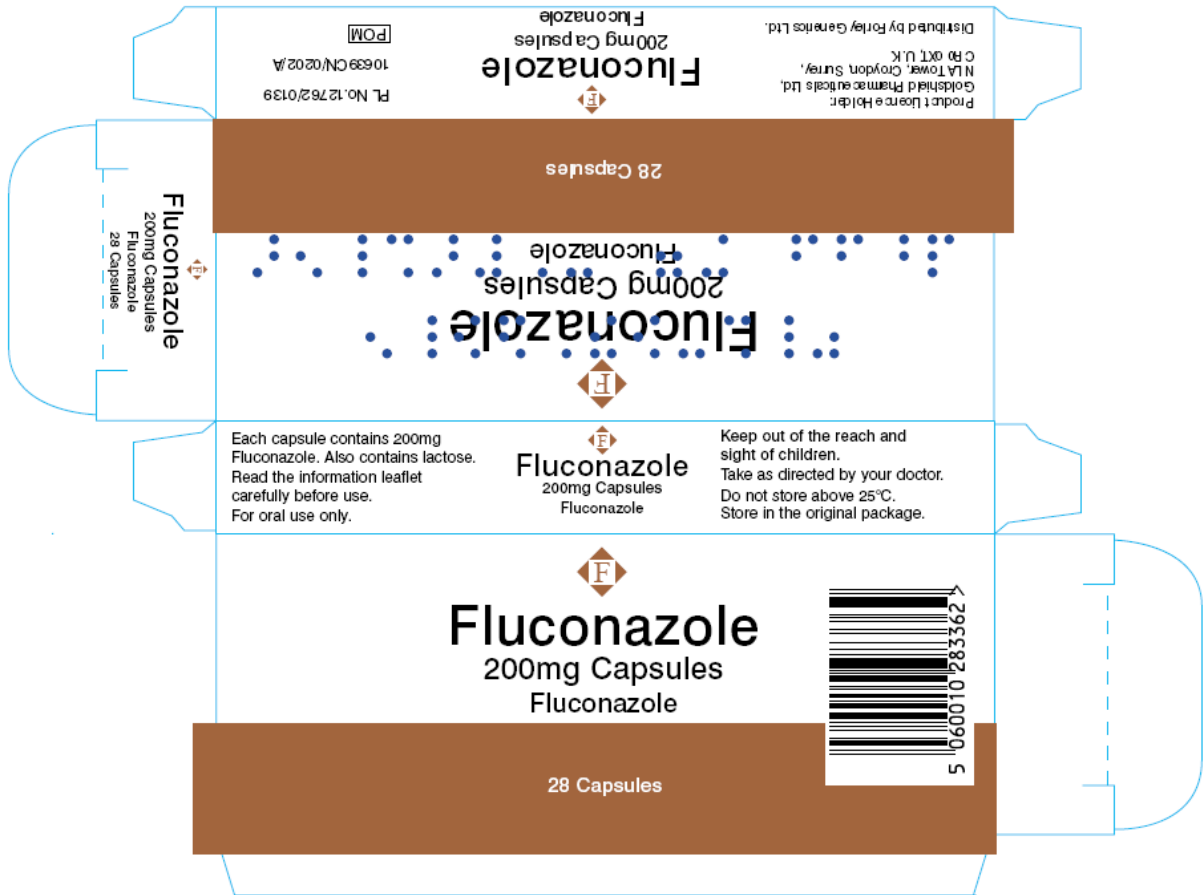 Product Licence Holder:
Goldshield Pharmaceuticals Ltd,
NLA Tower, Croydon, Surrey,
CR0 0XT, U.K
Distributed by Forley Generics Ltd.
F
Fluconazole
200mg Capsules
Fluconazole
PL No.12762/0139
10639CN/0202/A
POM
28 Capsules
F
Fluconazole
200mg Capsules
Fluconazole
F
Fluconazole
200mg Capsules
Fluconazole
28 Capsules
Each capsule contains 200mg
Fluconazole. Also contains lactose.
Read the information leaflet
carefully before use.
For oral use only.
F
Fluconazole
200mg Capsules
Fluconazole
Keep out of the reach and
sight of children.
Take as directed by your doctor.
Do not store above 25°C.
Store in the original package.
F
Fluconazole
200mg Capsules
Fluconazole
28 Capsules
5 060010 283362 >